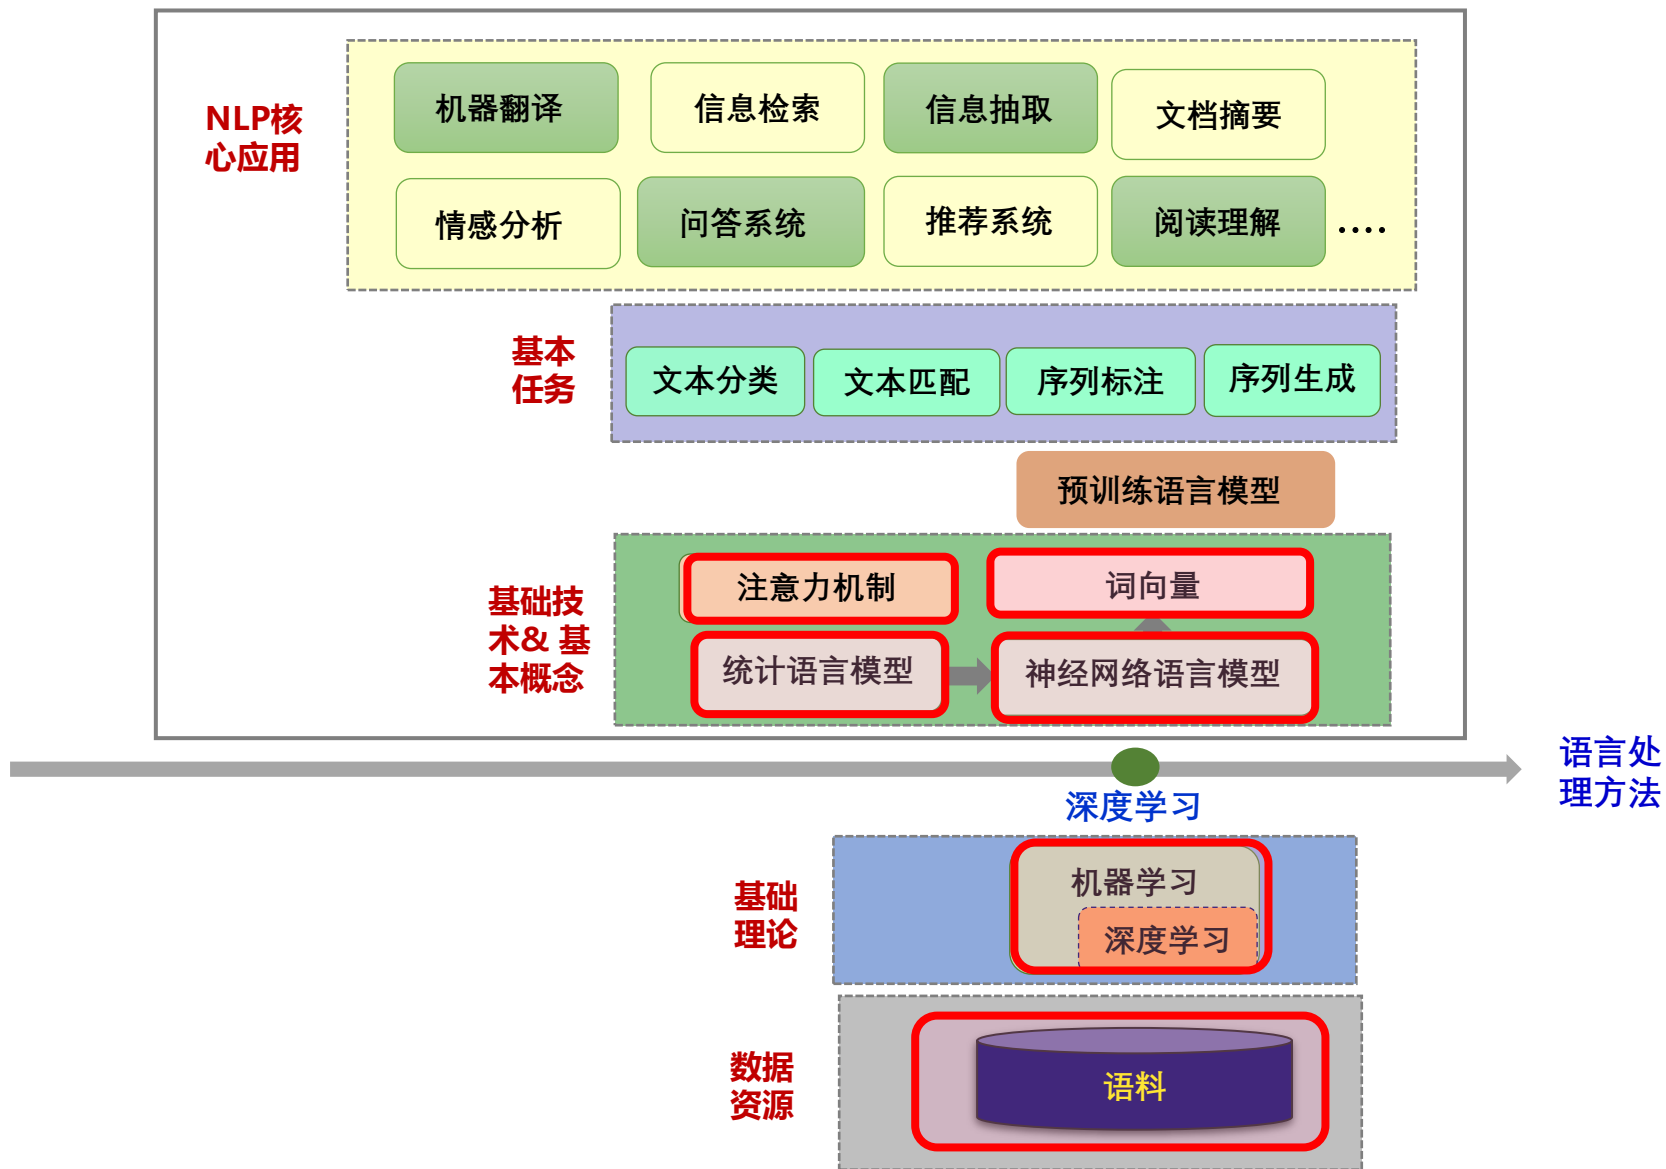 NLP核
心应用
机器翻译
信息检索
信息抽取
文档摘要
情感分析
问答系统
推荐系统
阅读理解
....
基本
任务
文本分类
文本匹配
序列标注
序列生成
预训练语言模型
基础技
术& 基
本概念
注意力机制
词向量
统计语言模型
神经网络语言模型
语言处
理方法
深度学习
基础
理论
机器学习
深度学习
数据
资源
语料